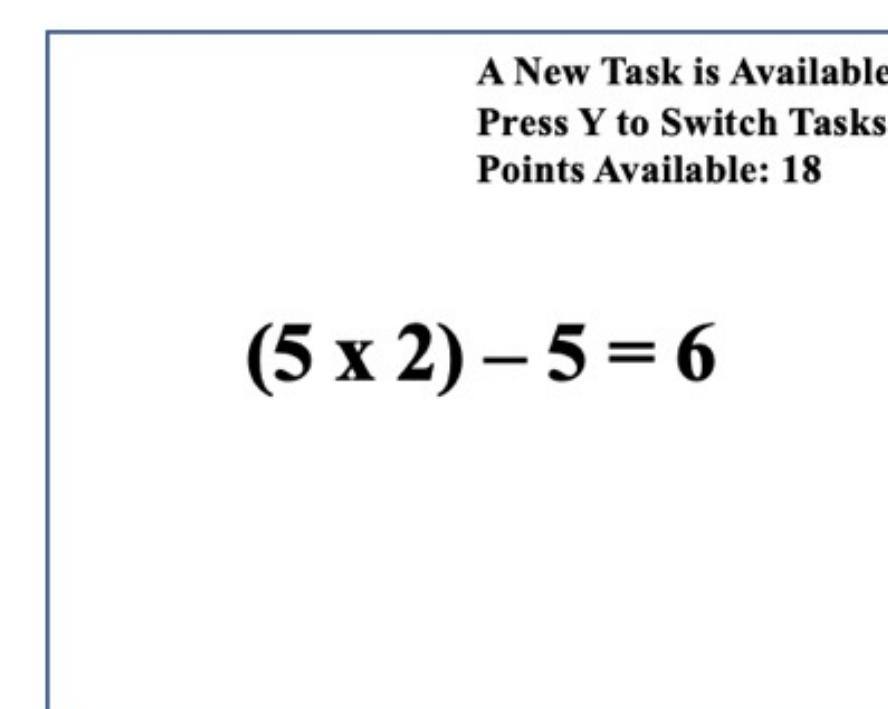 A New Task is Available
Press Y to Switch Tasks
Points Available: 18
(5 x 2) – 5 = 6